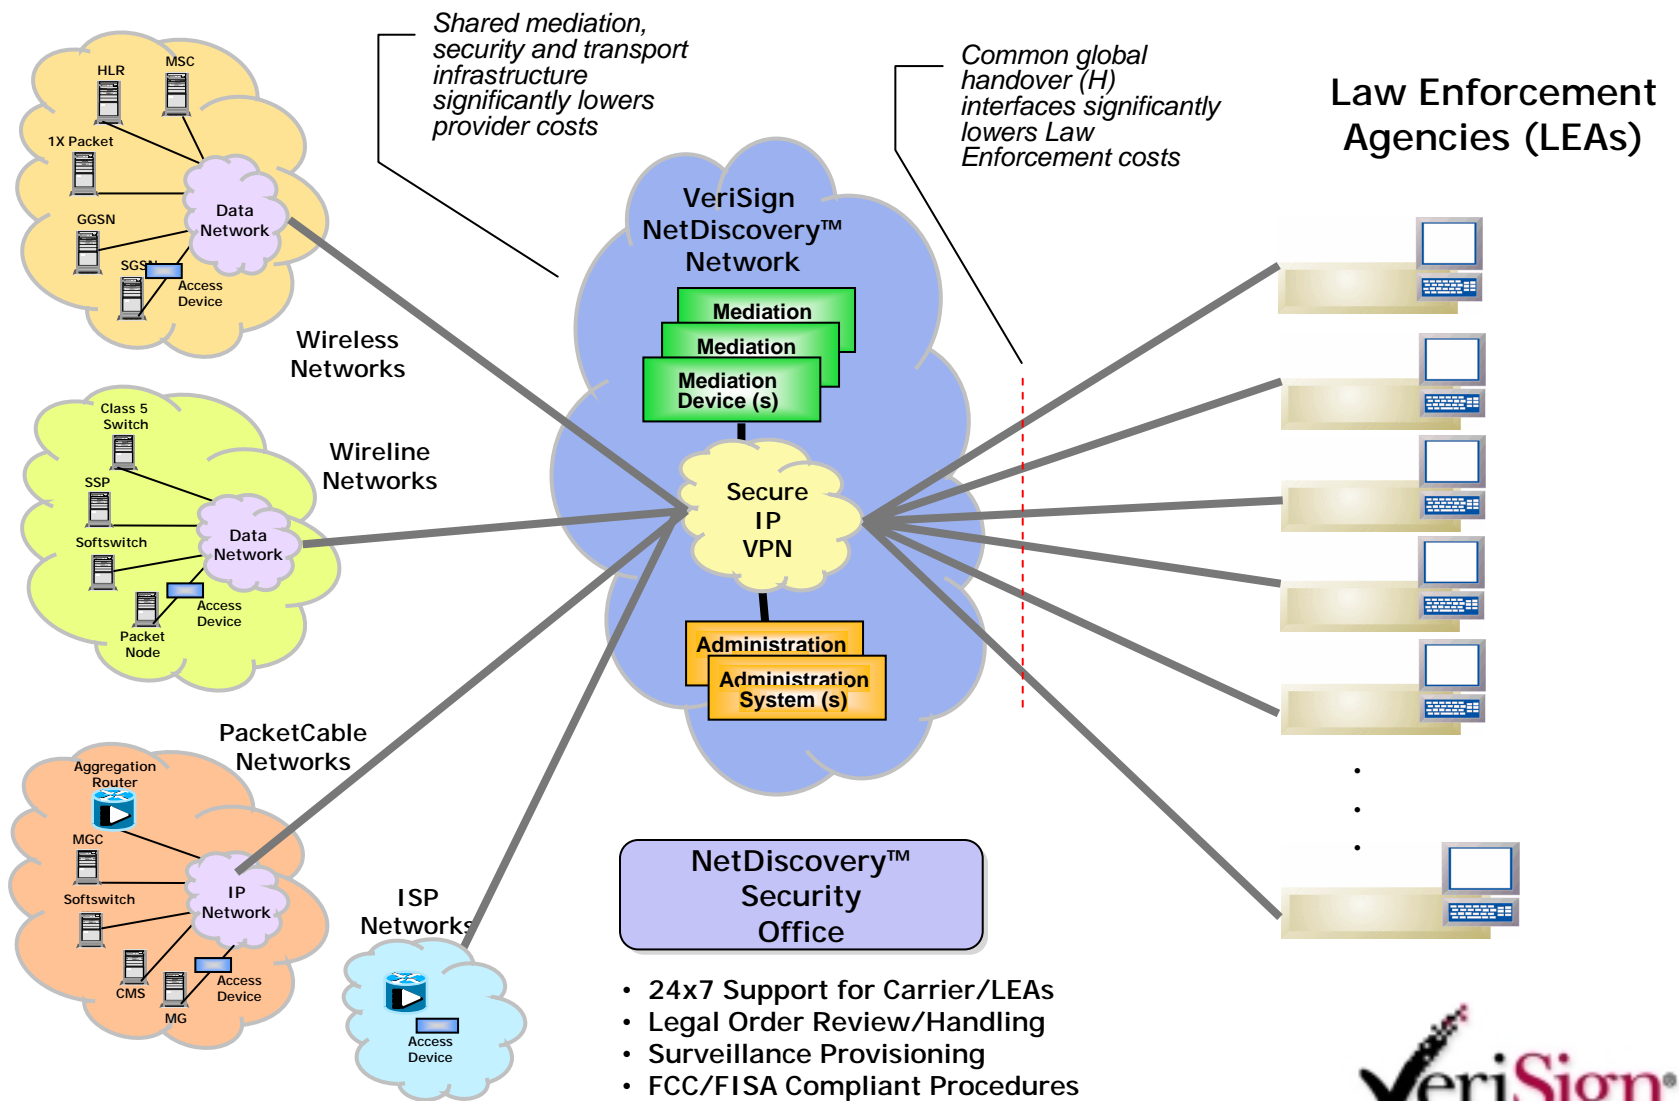 Shared mediation,
security and transport
infrastructure
significantly lowers
provider costs
Common global
handover (H)
interfaces significantly
lowers Law
Enforcement costs
Law Enforcement
Agencies (LEAs)
HLR
MSC
1X Packet
GGSN
SGSN
Data
Network
Access
Device
Wireless
Networks
VeriSign
NetDiscovery™
Network
Mediation
Mediation
Mediation
Device (s)
Secure
IP
VPN
Administration
Administration
System (s)
Class 5
Switch
SSP
Softswitch
Packet
Node
Data
Network
Access
Device
Wireline
Networks
PacketCable
Networks
Aggregation
Router
MGC
Softswitch
CMS
MG
IP
Network
Access
Device
ISP
Networks
Access
Device
NetDiscovery™
Security
Office
• 24x7 Support for Carrier/LEAs
• Legal Order Review/Handling
• Surveillance Provisioning
• FCC/FISA Compliant Procedures
VeriSign®